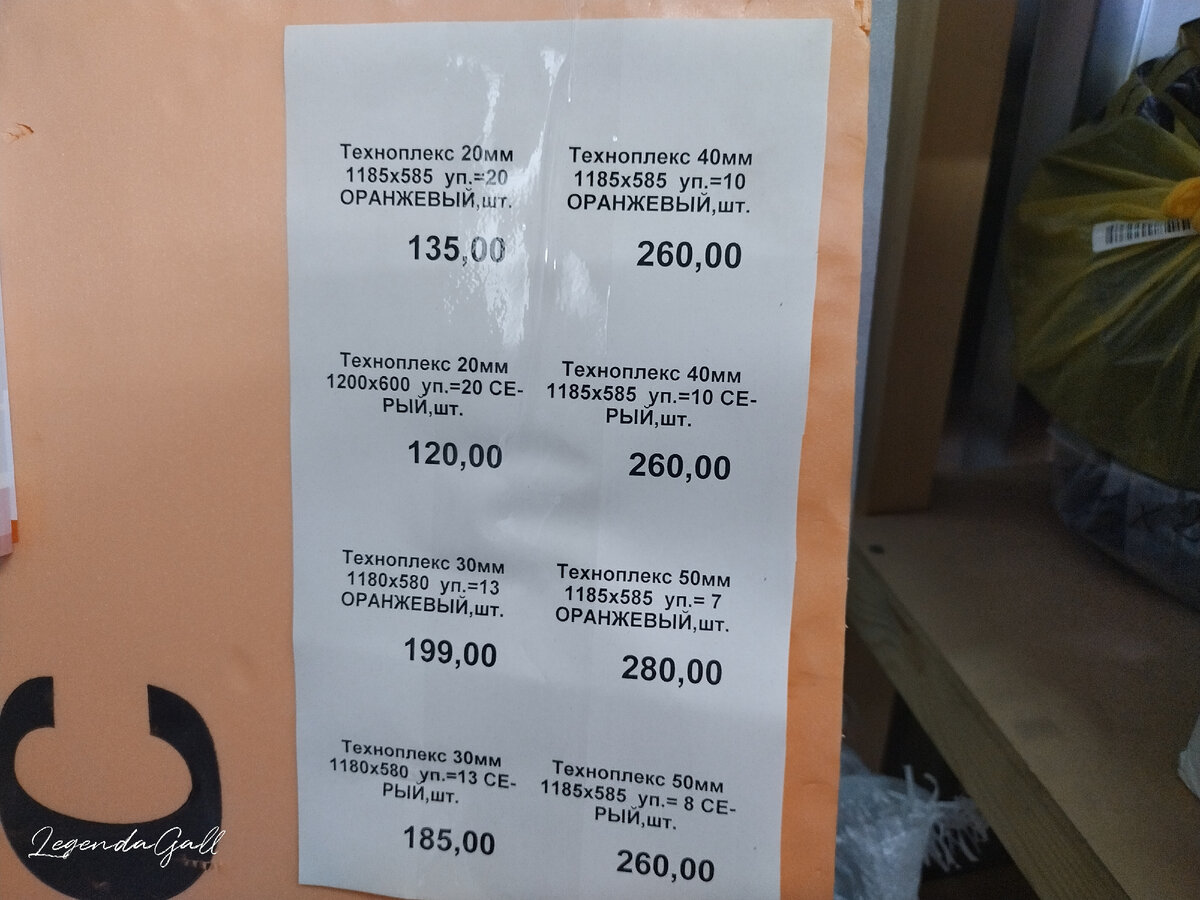 Техноплекс 20мм
1185х585 уп.=20
ОРАНЖЕВЫЙ,шт.
135,00
Техноплекс 40мм
1185х585 уп.=10
ОРАНЖЕВЫЙ,шт.
260,00
Техноплекс 20мм
1200х600 уп.=20 СЕ-
РЫЙ,шт.
120,00
Техноплекс 40мм
1185х585 уп.=10 СЕ-
РЫЙ,шт.
260,00
Техноплекс 30мм
1180х580 уп.=13
ОРАНЖЕВЫЙ,шт.
199,00
Техноплекс 50мм
1185х585 уп.= 7
ОРАНЖЕВЫЙ,шт.
280,00
Техноплекс 30мм
1180х580 уп.=13 СЕ-
РЫЙ,шт.
185,00
Техноплекс 50мм
1185х585 уп.= 8 СЕ-
РЫЙ,шт.
260,00
LegendaGall